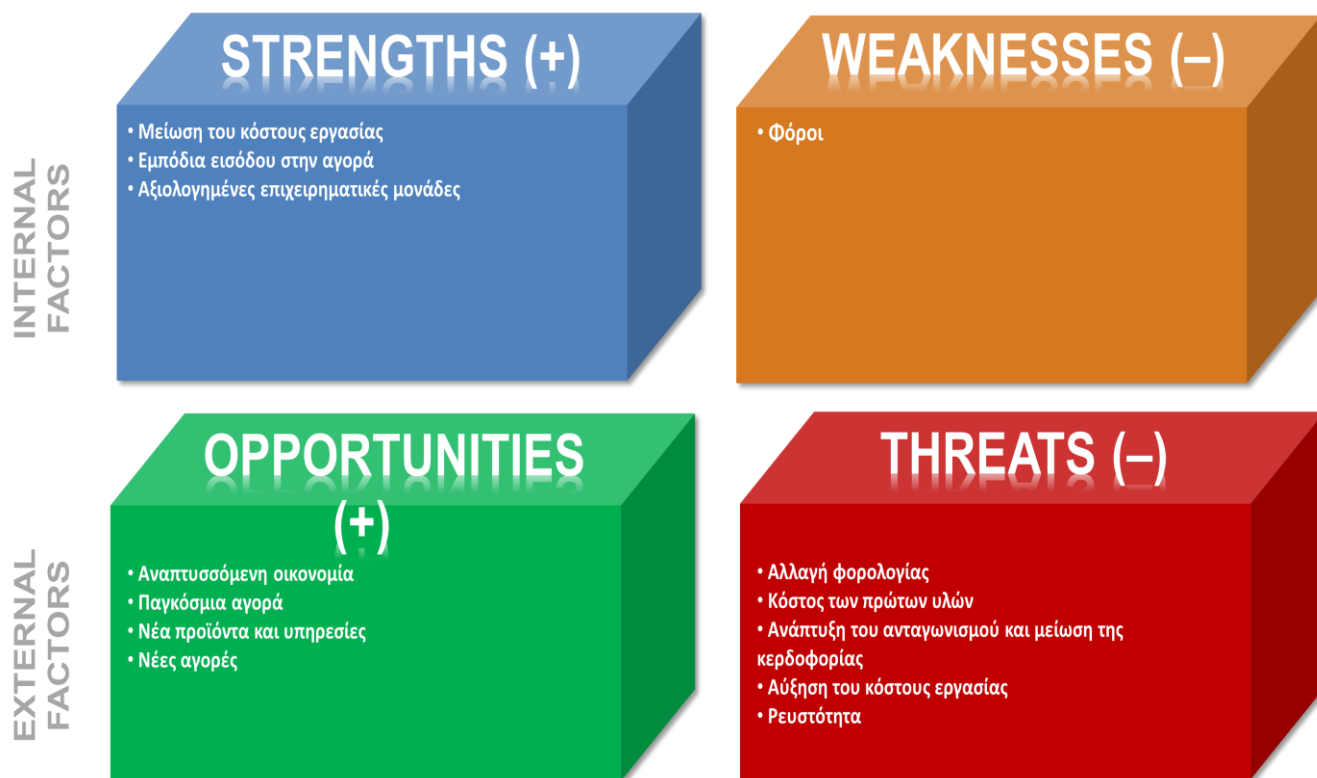 STRENGTHS (+)
• Μείωση του κόστους εργασίας
• Εμπόδια εισόδου στην αγορά
• Αξιολογημένες επιχειρηματικές μονάδες
WEAKNESSES (–)
• Φόροι
INTERNAL
FACTORS
OPPORTUNITIES
(+)
• Αναπτυσσόμενη οικονομία
• Παγκόσμια αγορά
• Νέα προϊόντα και υπηρεσίες
• Νέες αγορές
THREATS (–)
• Αλλαγή φορολογίας
• Κόστος των πρώτων υλών
• Ανάπτυξη του ανταγωνισμού και μείωση της
κερδοφορίας
• Αύξηση του κόστους εργασίας
• Ρευστότητα
EXTERNAL
FACTORS